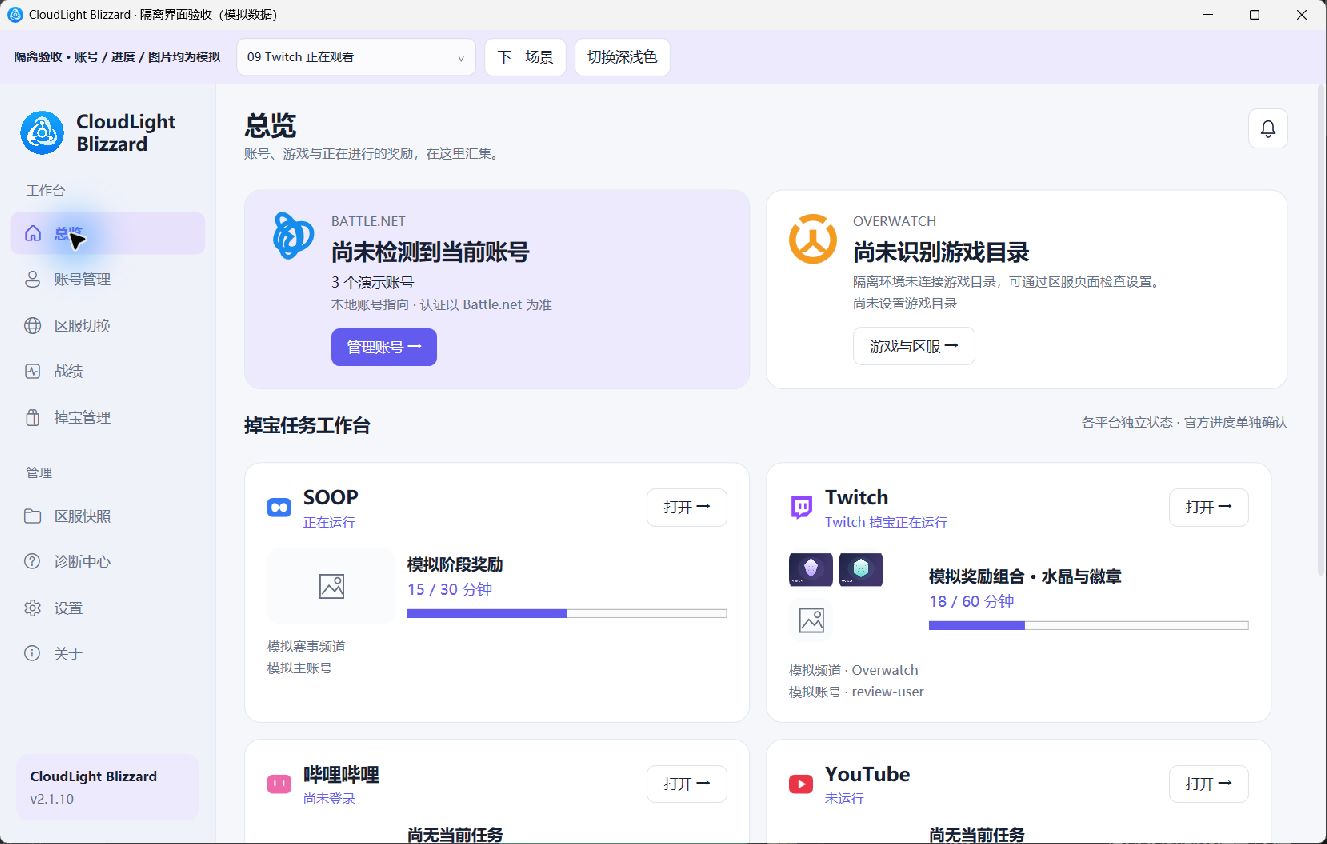 CloudLight Blizzard · 隔离界面验收（模拟数据）
隔离验收 • 账号 / 进度 / 图片均为模拟
09 Twitch 正在观看
下一场景
切换深浅色
CloudLight
Blizzard
工作台
总览
账号管理
区服切换
战绩
掉宝管理
管理
区服快照
诊断中心
设置
关于
CloudLight Blizzard
v2.1.10
总览
账号、游戏与正在进行的奖励，在这里汇集。
BATTLE.NET
尚未检测到当前账号
3 个演示账号
本地账号指向 · 认证以 Battle.net 为准
管理账号 →
OVERWATCH
尚未识别游戏目录
隔离环境未连接游戏目录，可通过区服页面检查设置。
尚未设置游戏目录
游戏与区服 →
掉宝任务工作台
各平台独立状态 · 官方进度单独确认
SOOP
正在运行
打开 →
模拟阶段奖励
15 / 30 分钟
模拟赛事频道
模拟主账号
Twitch
Twitch 掉宝正在运行
打开 →
模拟奖励组合 · 水晶与徽章
18 / 60 分钟
模拟频道 · Overwatch
模拟账号 · review-user
哔哩哔哩
尚未登录
打开 →
尚无当前任务
YouTube
未运行
打开 →
尚无当前任务